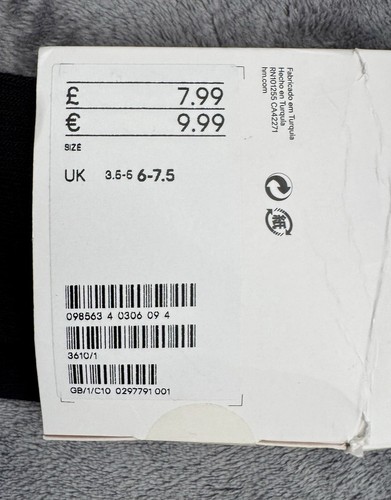 £ 7.99
€ 9.99
SIZE
UK 3.5-5 6-7.5
098563 4 0306 09 4
3610/1
GB/1/C10 0297791 001
Fabricado em Turquia
Hecho en Turquía
RN101255 CA42271
hm.com
紙